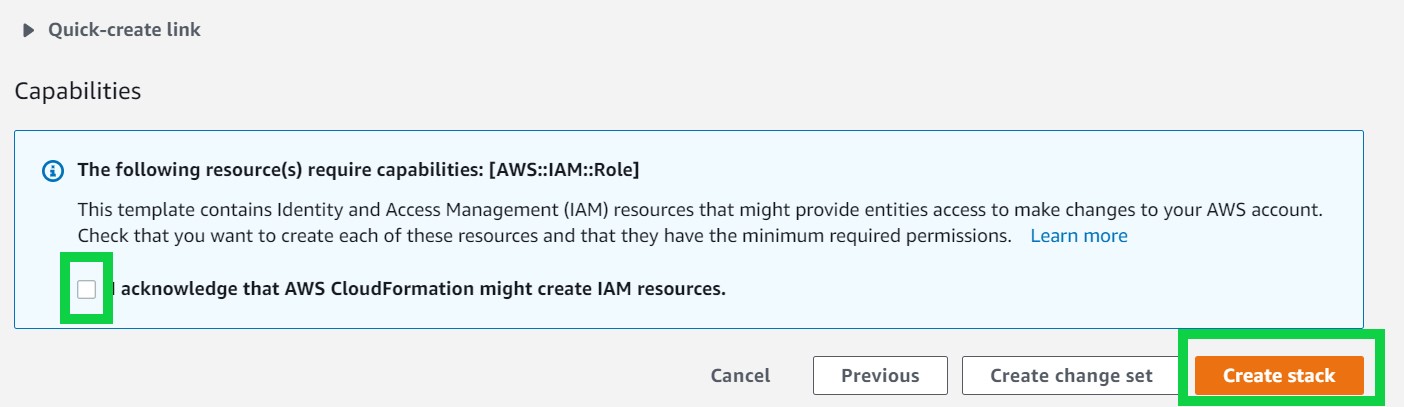 Quick-create link
Capabilities
The following resource(s) require capabilities: [AWS::IAM::Role]
This template contains Identity and Access Management (IAM) resources that might provide entities access to make changes to your AWS account.
Check that you want to create each of these resources and that they have the minimum required permissions. Learn more
I acknowledge that AWS CloudFormation might create IAM resources.
Cancel Previous Create change set Create stack